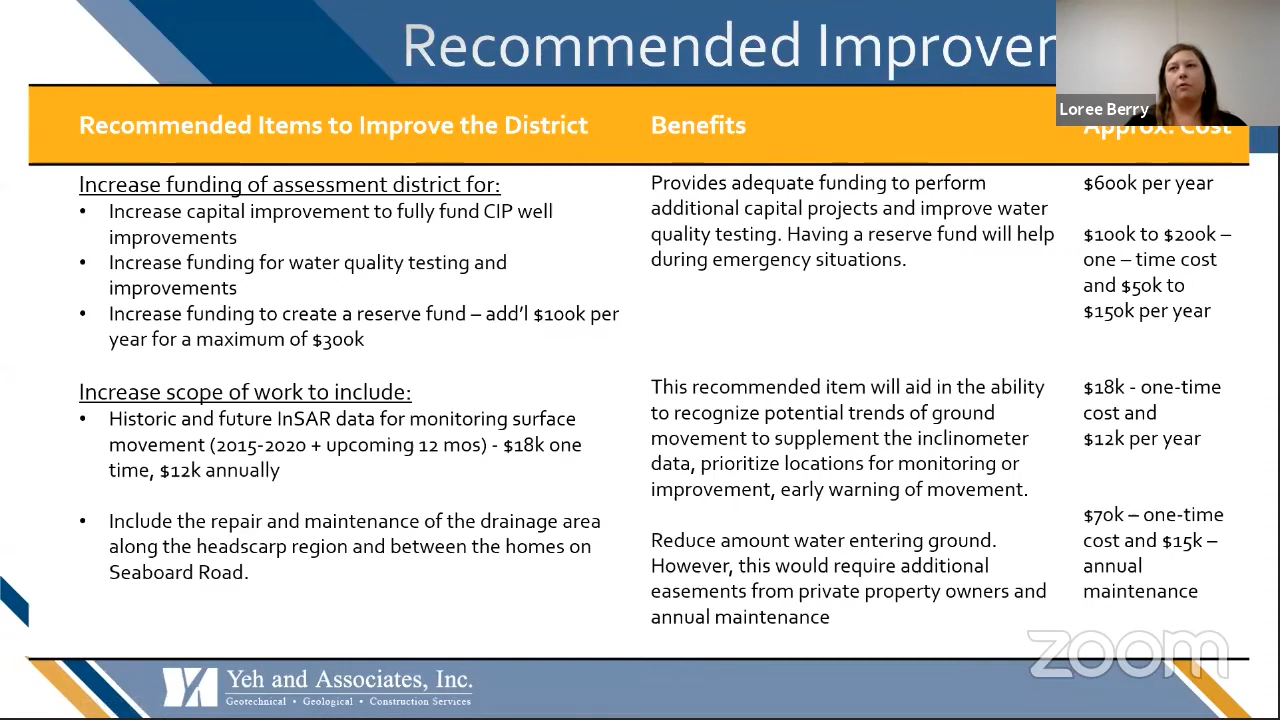 Recommended Improvem
Loree Berry
Recommended Items to Improve the District
Benefits
Approx. Cost
Increase funding of assessment district for:
• Increase capital improvement to fully fund CIP well
improvements
• Increase funding for water quality testing and
improvements
• Increase funding to create a reserve fund – add'l $100k per
year for a maximum of $300k
Provides adequate funding to perform
additional capital projects and improve water
quality testing. Having a reserve fund will help
during emergency situations.
$600k per year
$100k to $200k –
one – time cost
and $50k to
$150k per year
Increase scope of work to include:
• Historic and future InSAR data for monitoring surface
movement (2015-2020 + upcoming 12 mos) - $18k one
time, $12k annually
This recommended item will aid in the ability
to recognize potential trends of ground
movement to supplement the inclinometer
data, prioritize locations for monitoring or
improvement, early warning of movement.
$18k - one-time
cost and
$12k per year
• Include the repair and maintenance of the drainage area
along the headscarp region and between the homes on
Seaboard Road.
Reduce amount water entering ground.
However, this would require additional
easements from private property owners and
annual maintenance
$70k – one-time
cost and $15k –
annual
maintenance
zoom
Yeh and Associates, Inc.
Geotechnical • Geological • Construction Services